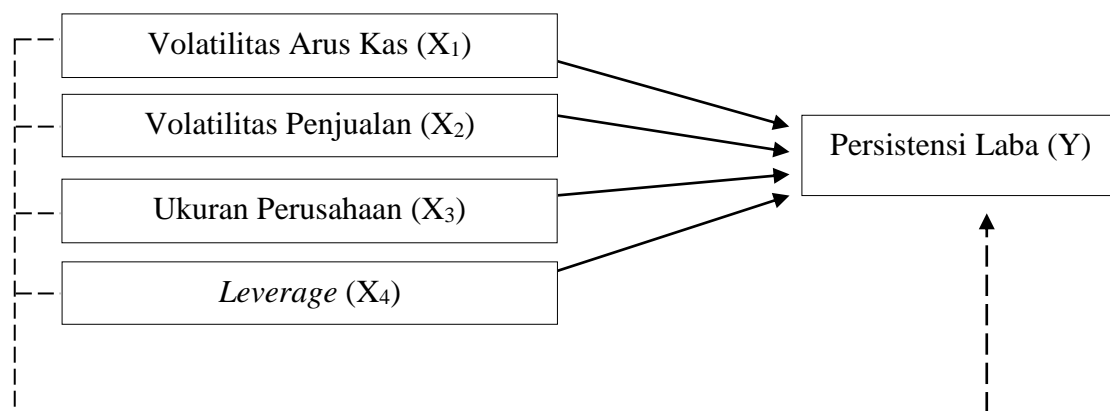 Volatilitas Arus Kas (X₁)
Volatilitas Penjualan (X₂)
Persistensi Laba (Y)
Ukuran Perusahaan (X₃)
Leverage (X₄)